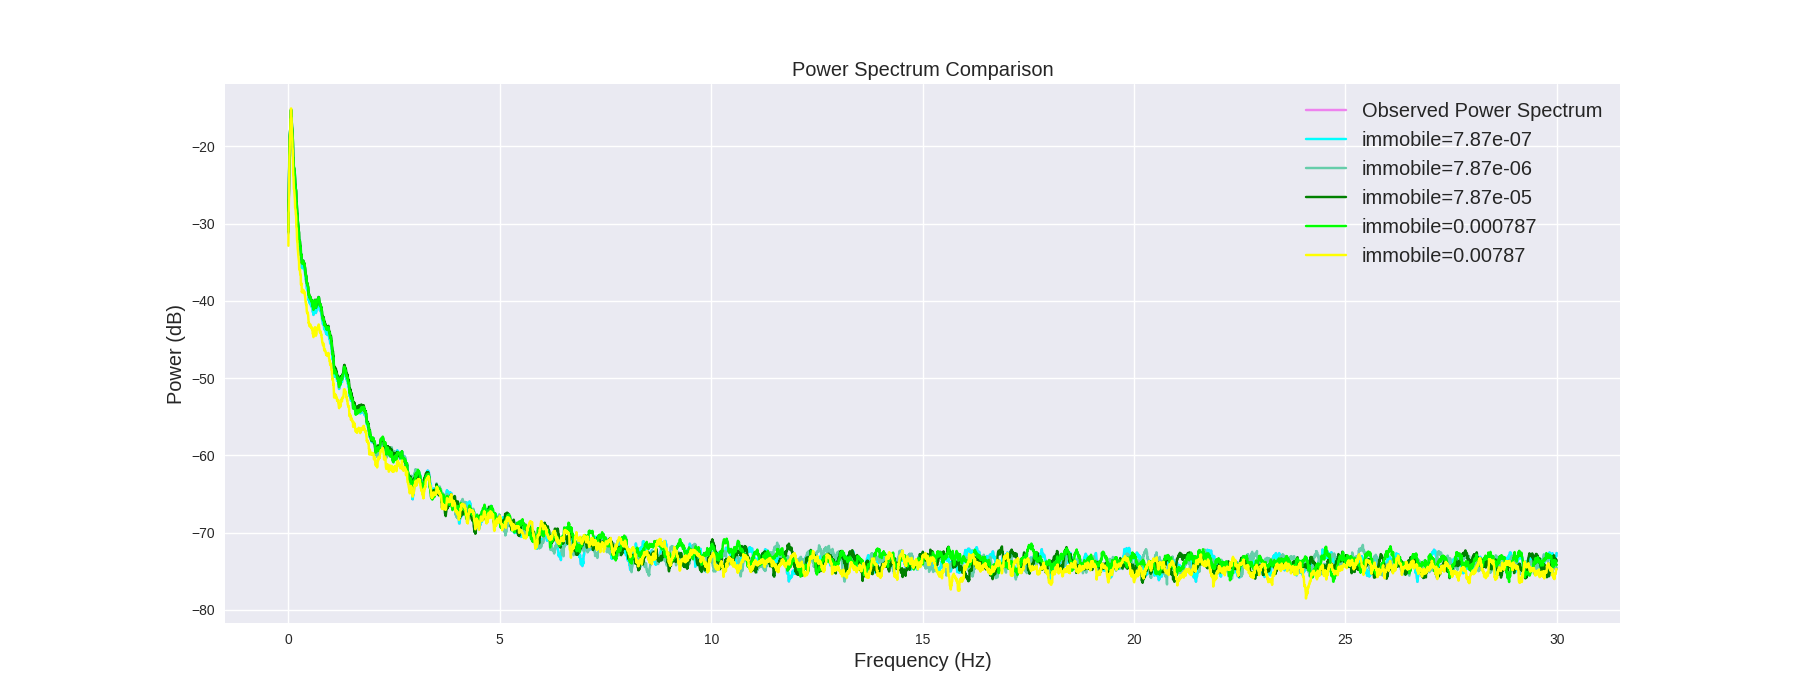 Power Spectrum Comparison
Observed Power Spectrum
immobile=7.87e-07
immobile=7.87e-06
immobile=7.87e-05
immobile=0.000787
immobile=0.00787
Power (dB)
−20
−30
−40
−50
−60
−70
−80
0 5 10 15 20 25 30
Frequency (Hz)